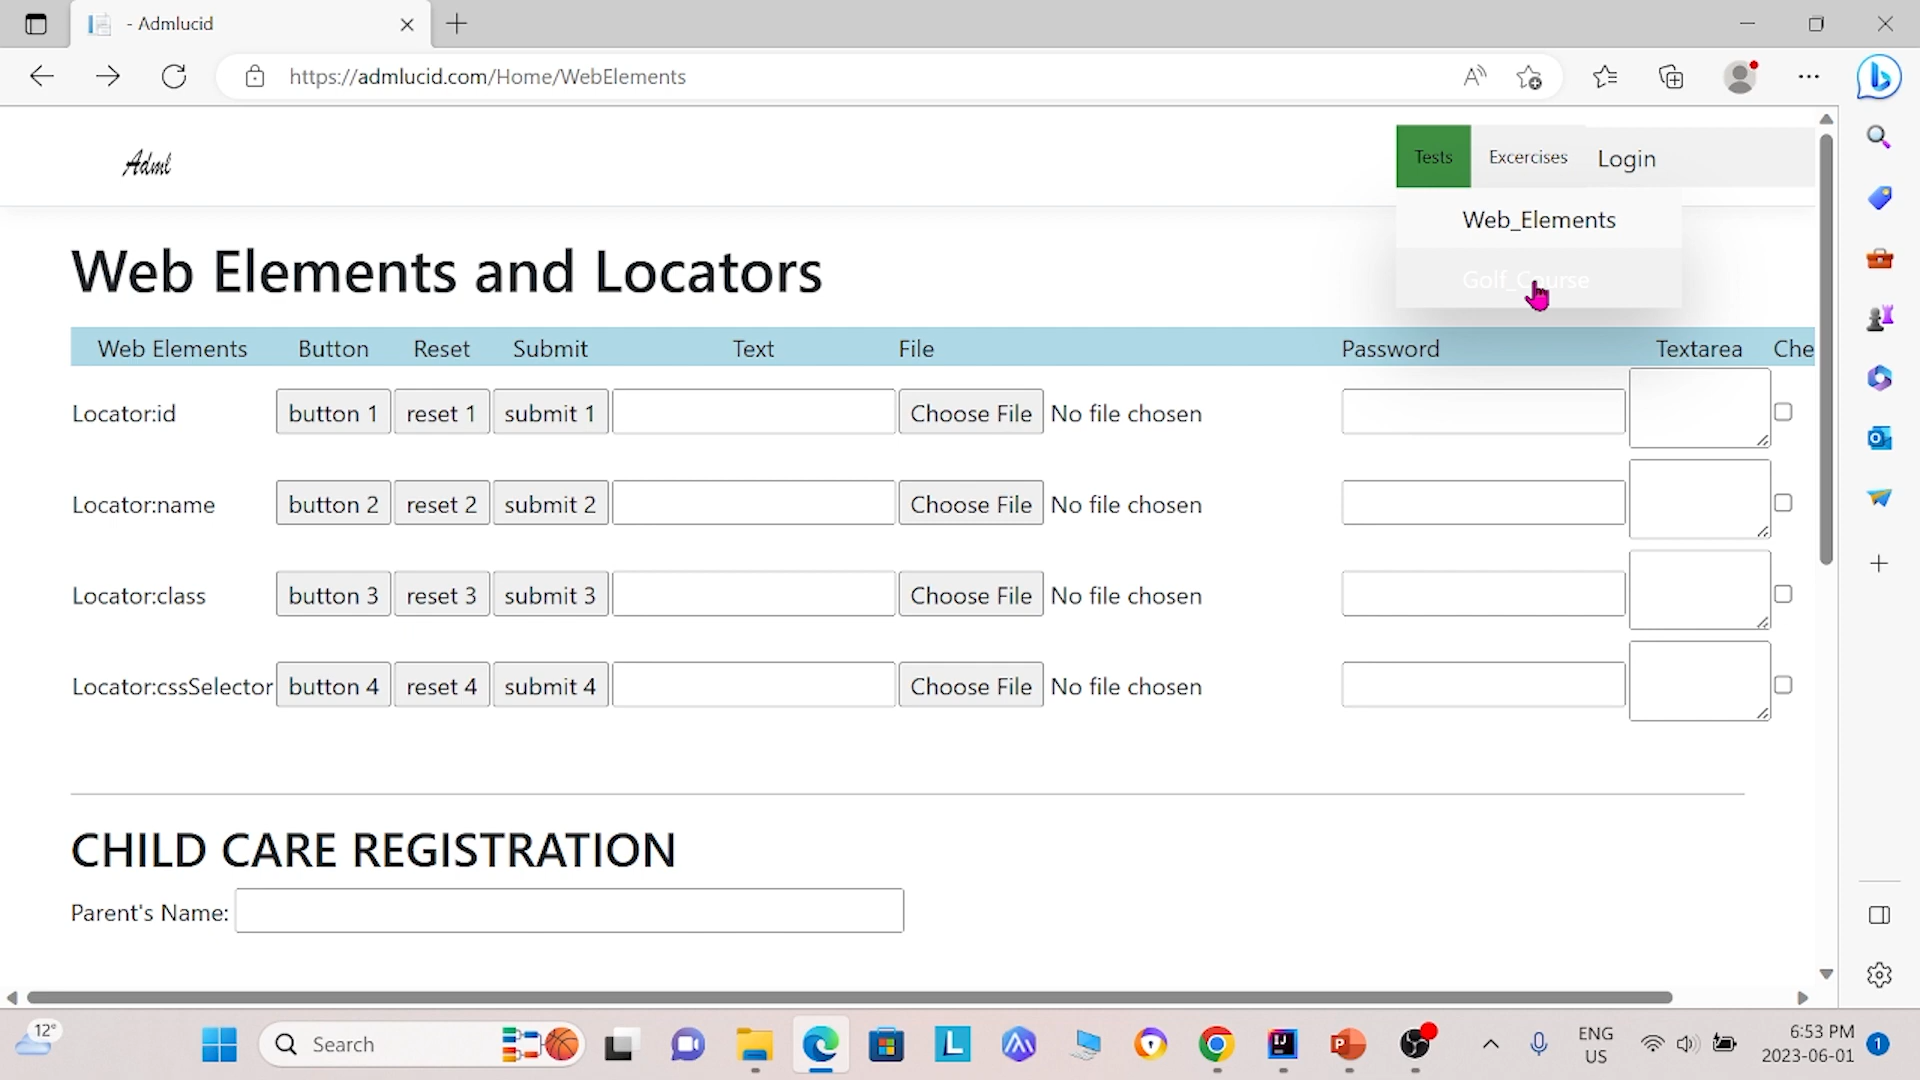 - Admlucid
https://admlucid.com/Home/WebElements
Adml
Tests Excercises Login
Web_Elements
Golf_Course
Web Elements and Locators
Web Elements Button Reset Submit Text File Password Textarea Che
Locator:id button 1 reset 1 submit 1 Choose File No file chosen
Locator:name button 2 reset 2 submit 2 Choose File No file chosen
Locator:class button 3 reset 3 submit 3 Choose File No file chosen
Locator:cssSelector button 4 reset 4 submit 4 Choose File No file chosen
CHILD CARE REGISTRATION
Parent's Name:
12°
Search
ENG
US
6:53 PM
2023-06-01
1